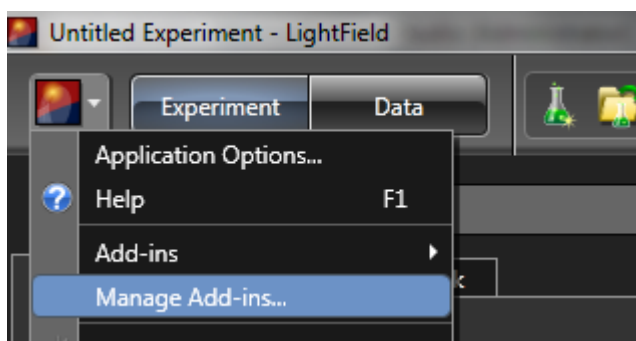 Untitled Experiment - LightField
Experiment Data
Application Options...
Help F1
Add-ins
Manage Add-ins...